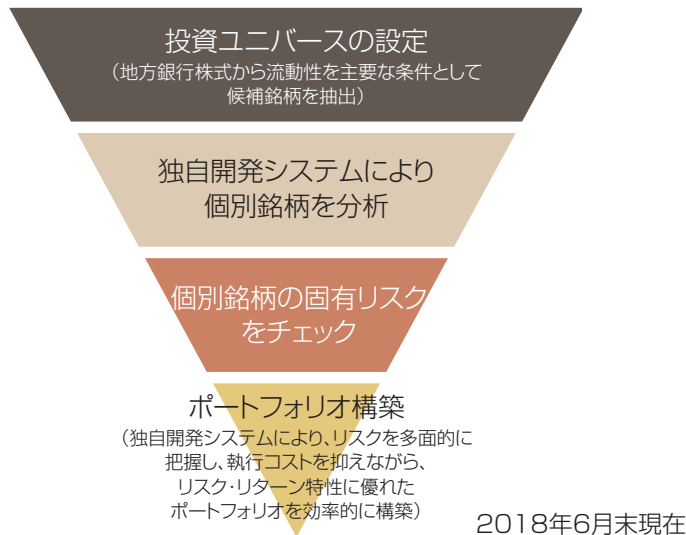 投資ユニバースの設定
（地方銀行株式から流動性を主要な条件として
候補銘柄を抽出）
独自開発システムにより
個別銘柄を分析
個別銘柄の固有リスク
をチェック
ポートフォリオ構築
（独自開発システムにより、リスクを多面的に
把握し、執行コストを抑えながら、
リスク・リターン特性に優れた
ポートフォリオを効率的に構築）
2018年6月末現在